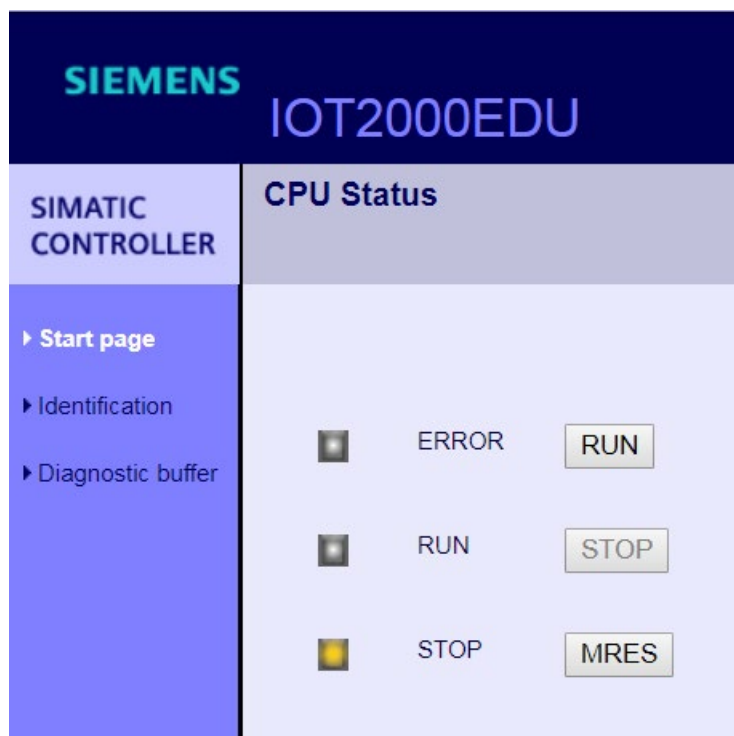 SIEMENS
IOT2000EDU
SIMATIC
CONTROLLER
CPU Status
Start page
Identification
Diagnostic buffer
ERROR RUN
RUN STOP
STOP MRES